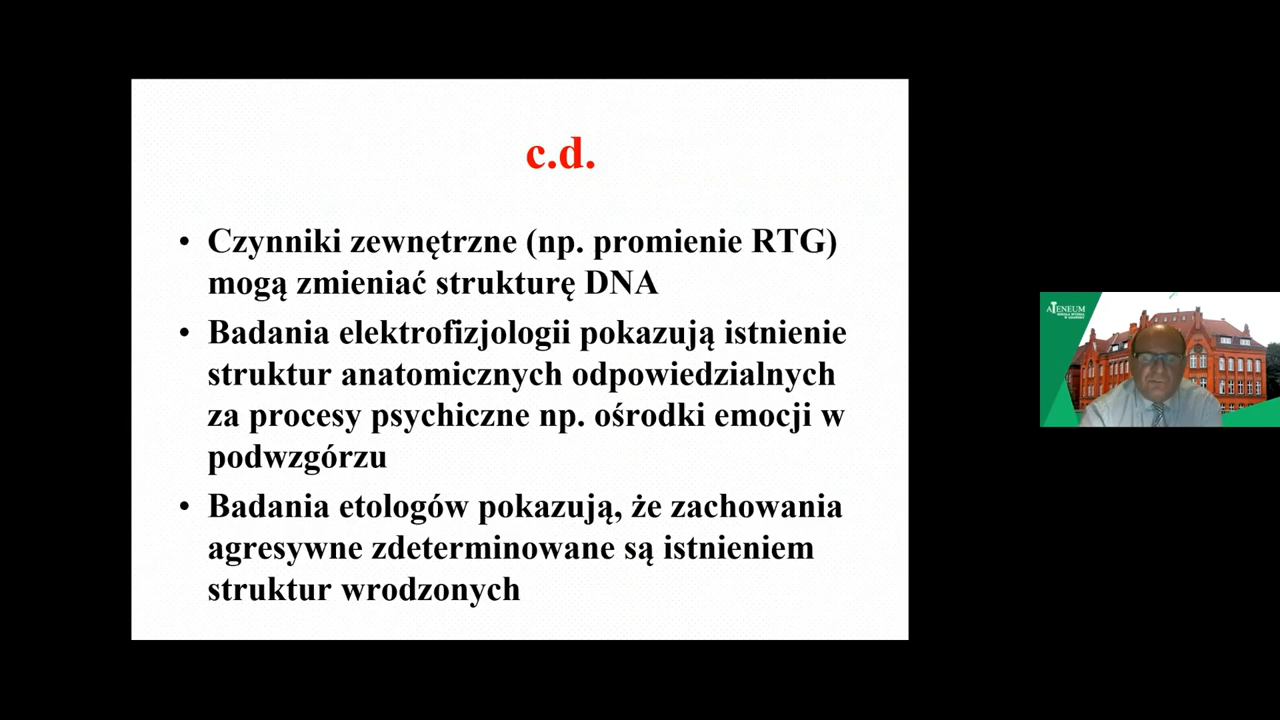 c.d.
• Czynniki zewnętrzne (np. promienie RTG)
mogą zmieniać strukturę DNA
• Badania elektrofizjologii pokazują istnienie
struktur anatomicznych odpowiedzialnych
za procesy psychiczne np. ośrodki emocji w
podwzgórzu
• Badania etologów pokazują, że zachowania
agresywne zdeterminowane są istnieniem
struktur wrodzonych
ATENEUM